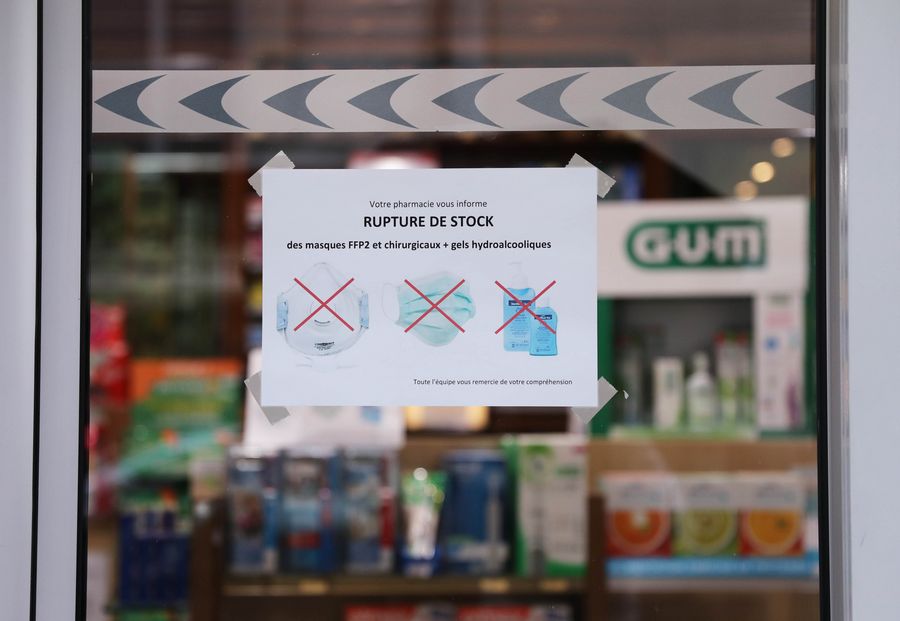 Votre pharmacie vous informe
RUPTURE DE STOCK
des masques FFP2 et chirurgicaux + gels hydroalcooliques
Toute l'équipe vous remercie de votre compréhension
GUM